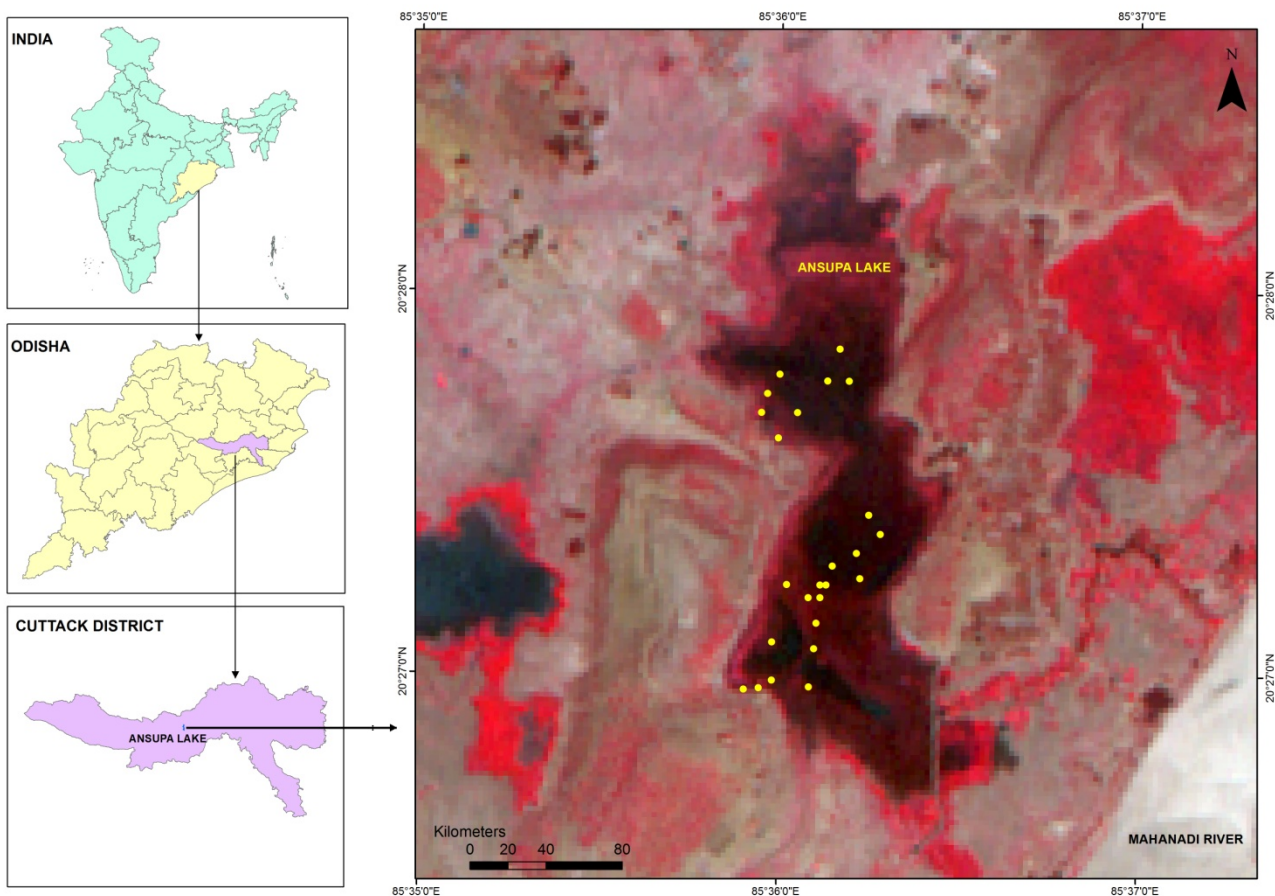 INDIA
ODISHA
CUTTACK DISTRICT
ANSUPA LAKE
85°35'0"E
85°36'0"E
85°37'0"E
N
20°28'0"N
20°28'0"N
ANSUPA LAKE
20°27'0"N
20°27'0"N
Kilometers
0 20 40 80
MAHANADI RIVER
85°35'0"E
85°36'0"E
85°37'0"E